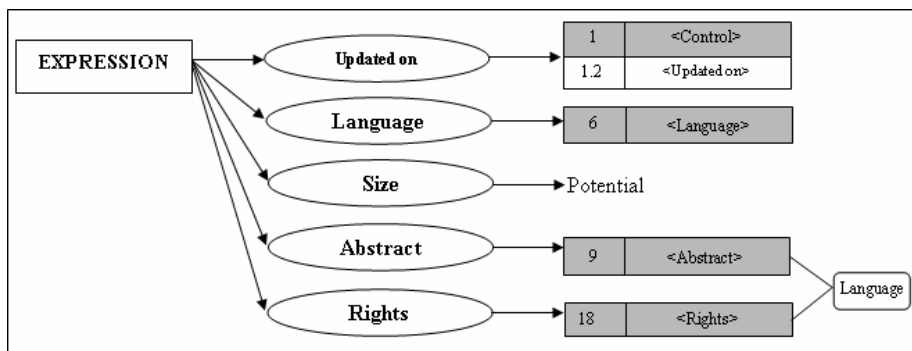 EXPRESSION
Updated on
1 <Control>
1.2 <Updated on>
Language
6 <Language>
Size
Potential
Abstract
9 <Abstract>
Language
Rights
18 <Rights>